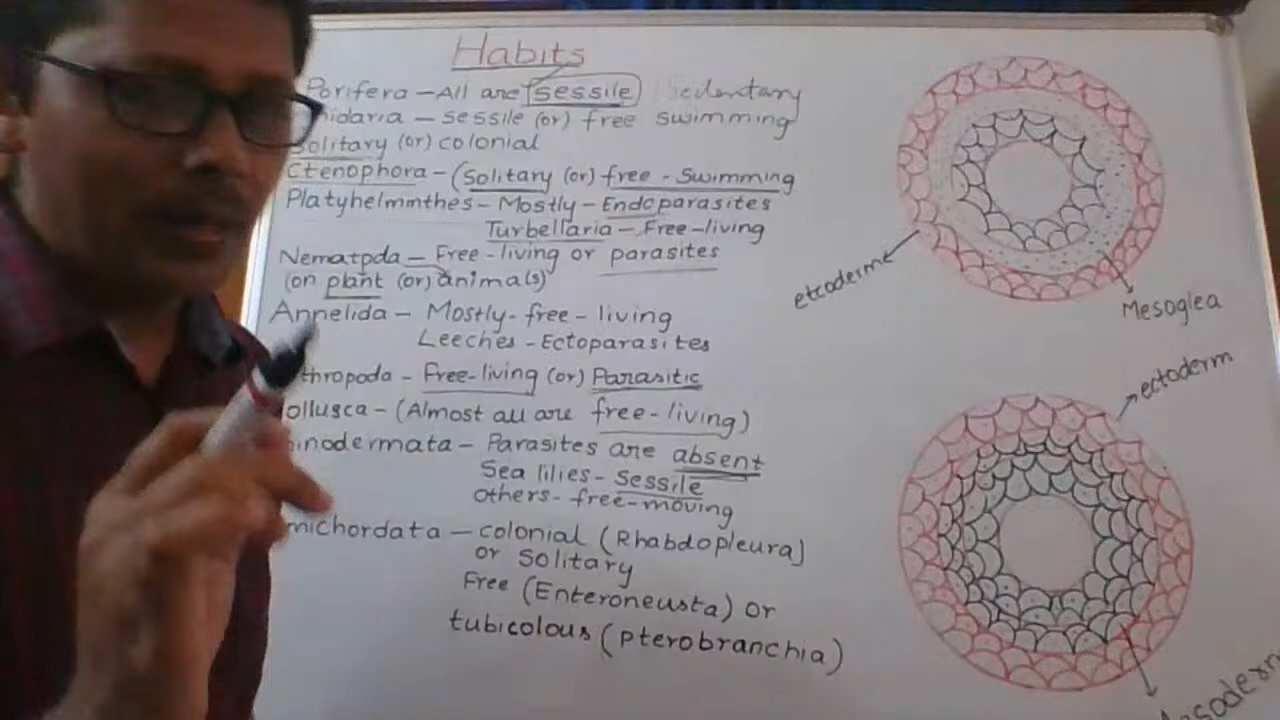 Habits
Porifera – All are sessile Sedentary
nidaria – sessile (or) free swimming
Solitary (or) colonial
Ctenophora – (Solitary (or) free - Swimming
Platyhelminthes – Mostly – Endoparasites
Turbellaria – Free-living
Nematpda – Free - living or parasites
(on plant (or) animals)
Annelida – Mostly - free - living
Leeches - Ectoparasites
thropoda - Free-living (or) Parasitic
ollusca – (Almost all are free-living)
inodermata – Parasites are absent
Sea lilies - Sessile
others - free-moving
michordata – colonial (Rhabdopleura)
or Solitary
Free (Enteroneusta) or
tubicolous (pterobranchia)
etcoderm
Mesoglea
ectoderm